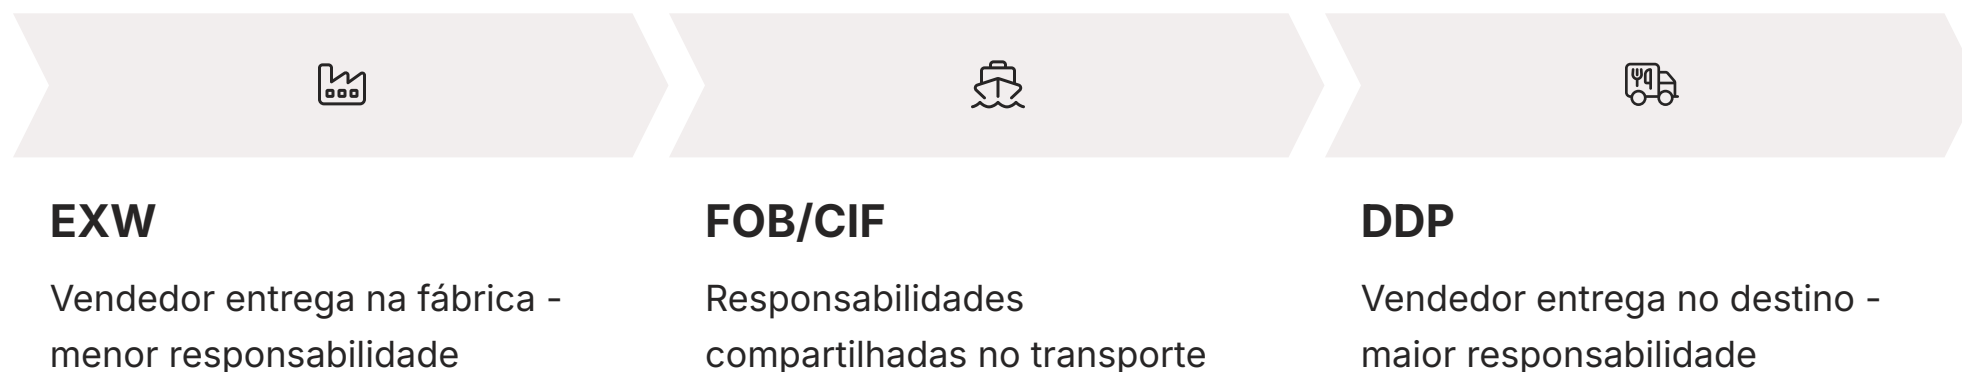 EXW
Vendedor entrega na fábrica -
menor responsabilidade
FOB/CIF
Responsabilidades
compartilhadas no transporte
DDP
Vendedor entrega no destino -
maior responsabilidade